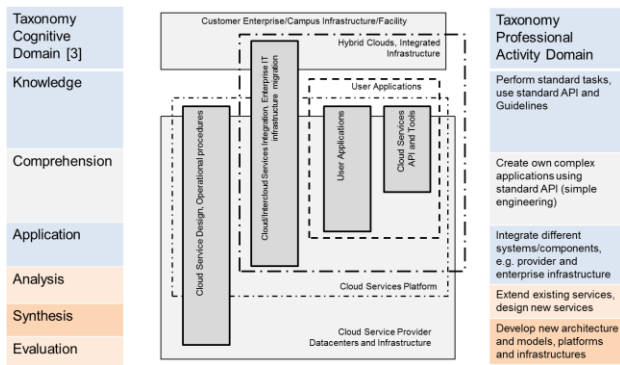 Taxonomy
Cognitive
Domain [3]
Knowledge
Comprehension
Application
Analysis
Synthesis
Evaluation
Customer Enterprise/Campus Infrastructure/Facility
Hybrid Clouds, Integrated
Infrastructure
User Applications
Cloud Service Design, Operational procedures
Cloud/Intercloud Services Integration, Enterprise IT
infrastructure migration
User Applications
Cloud Services
API and Tools
Cloud Services Platform
Cloud Service Provider
Datacenters and Infrastructure
Taxonomy
Professional
Activity Domain
Perform standard tasks,
use standard API and
Guidelines
Create own complex
applications using
standard API (simple
engineering)
Integrate different
systems/components,
e.g. provider and
enterprise infrastructure
Extend existing services,
design new services
Develop new architecture
and models, platforms
and infrastructures